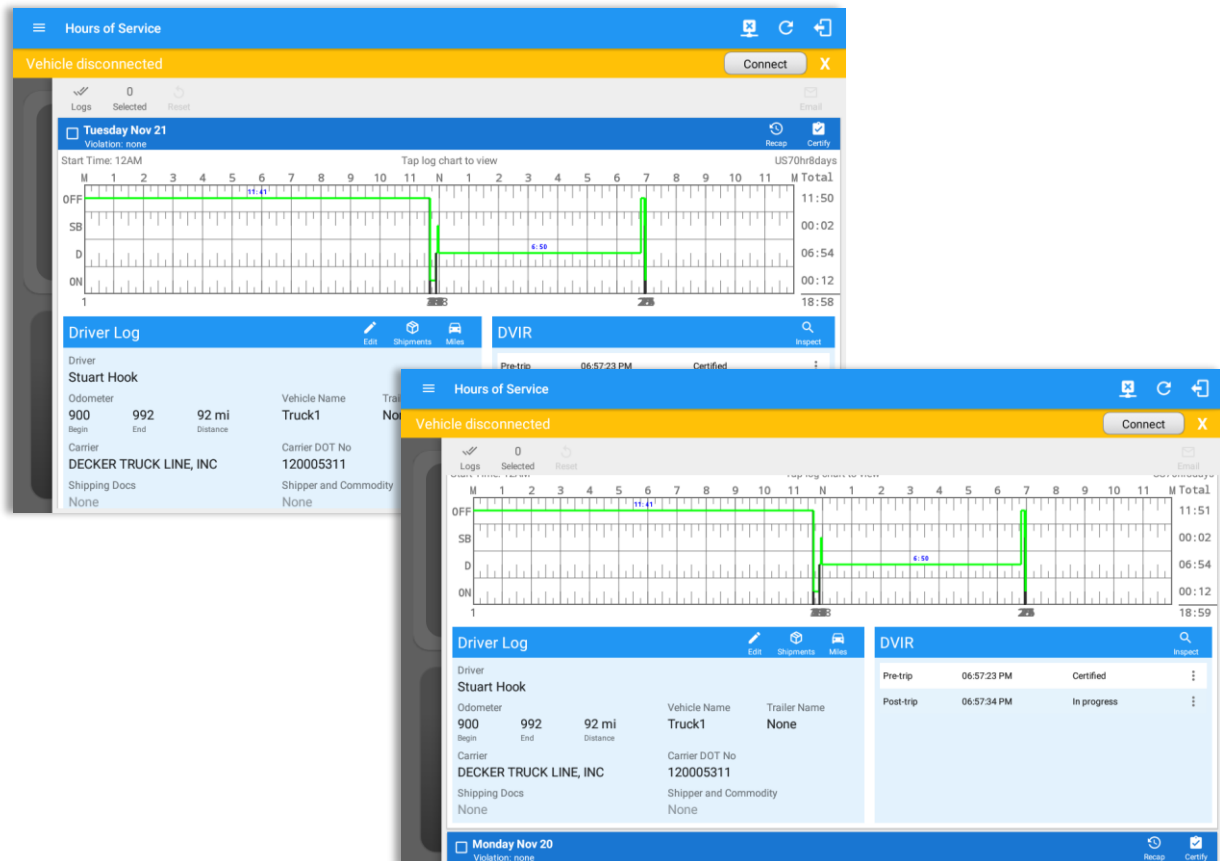 Hours of Service
Vehicle disconnected Connect X
Logs 0 Selected Reset Email
Tuesday Nov 21
Violation: none Recap Certify
Start Time: 12AM Tap log chart to view US70hr8days
M 1 2 3 4 5 6 7 8 9 10 11 N 1 2 3 4 5 6 7 8 9 10 11 M Total
OFF 11:41 11:50
SB 00:02
D 6:50 06:54
ON 00:12
1 18:58
Driver Log Edit Shipments Miles
DVIR Inspect
Driver
Stuart Hook
Pre-trip 06:57:23 PM Certified
Odometer Vehicle Name
900 992 92 mi Truck1
Begin End Distance
Carrier Carrier DOT No
DECKER TRUCK LINE, INC 120005311
Shipping Docs Shipper and Commodity
None None
Hours of Service
Vehicle disconnected Connect X
Logs 0 Selected Reset Email
M 1 2 3 4 5 6 7 8 9 10 11 N 1 2 3 4 5 6 7 8 9 10 11 M Total
OFF 11:41 11:51
SB 00:02
D 6:50 06:54
ON 00:12
1 18:59
Driver Log Edit Shipments Miles
DVIR Inspect
Driver
Stuart Hook
Pre-trip 06:57:23 PM Certified
Post-trip 06:57:34 PM In progress
Odometer Vehicle Name Trailer Name
900 992 92 mi Truck1 None
Begin End Distance
Carrier Carrier DOT No
DECKER TRUCK LINE, INC 120005311
Shipping Docs Shipper and Commodity
None None
Monday Nov 20
Violation: none Recap Certify